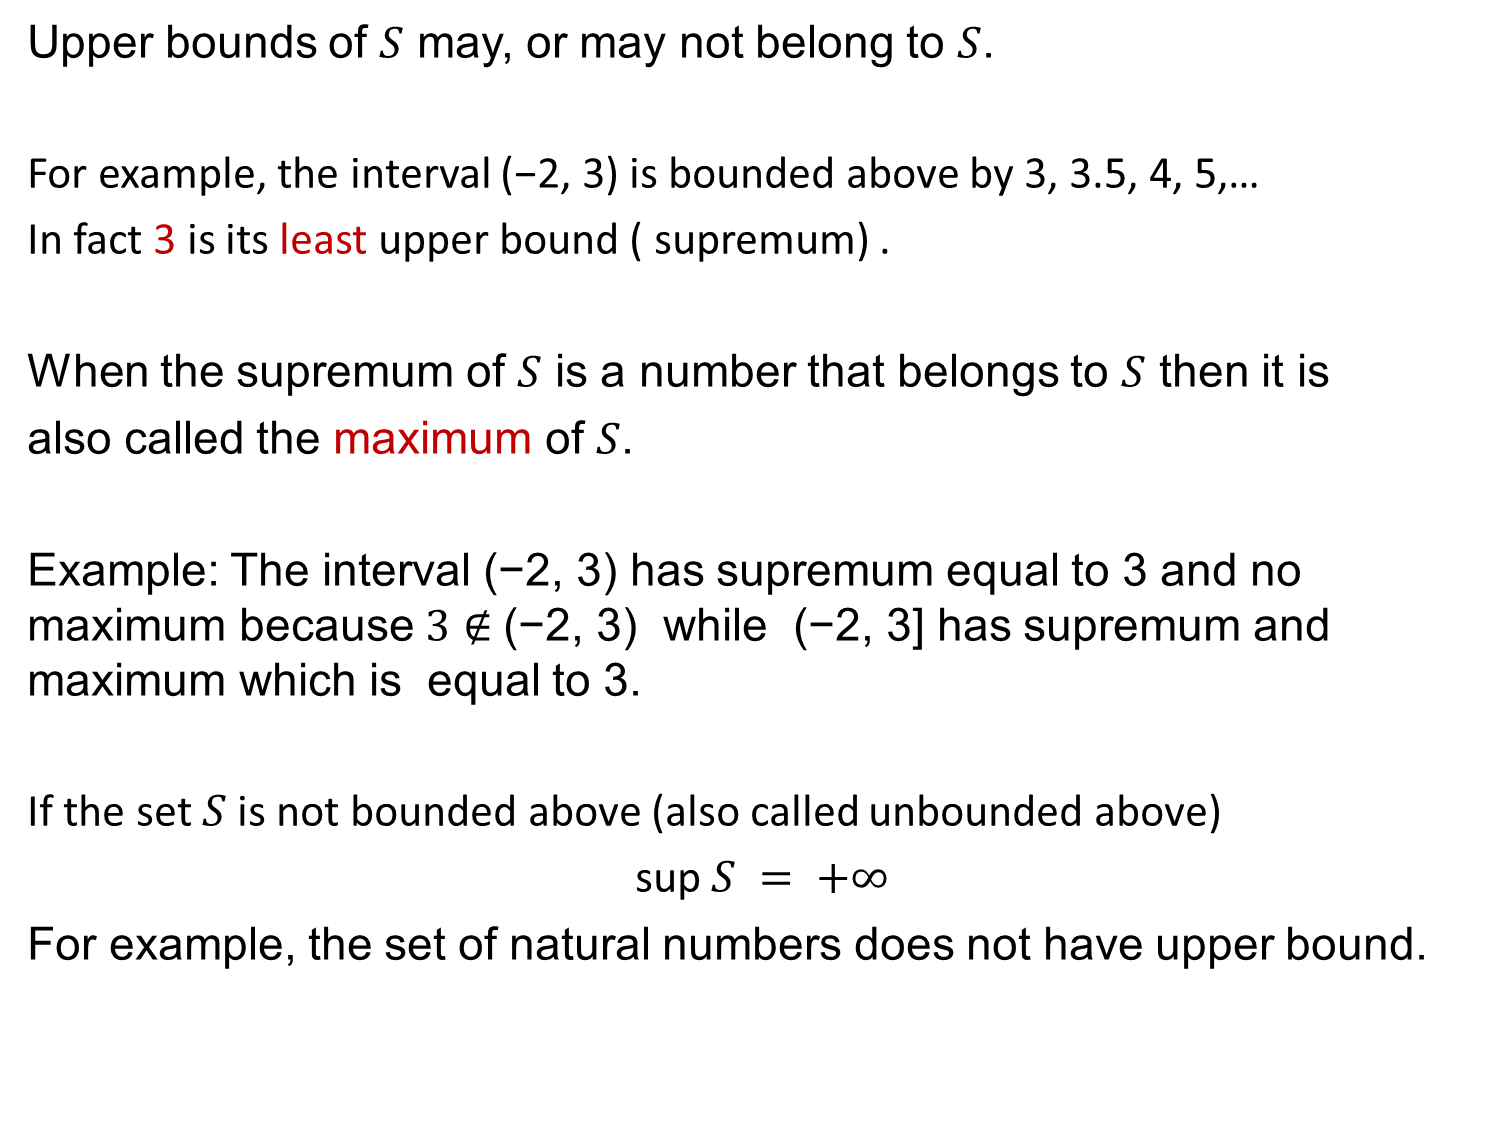 Upper bounds of 𝑆 may, or may not belong to 𝑆.
For example, the interval (−2, 3) is bounded above by 3, 3.5, 4, 5,…
In fact 3 is its least upper bound ( supremum) .
When the supremum of 𝑆 is a number that belongs to 𝑆 then it is
also called the maximum of 𝑆.
Example: The interval (−2, 3) has supremum equal to 3 and no
maximum because 3 ∉ (−2, 3) while (−2, 3] has supremum and
maximum which is equal to 3.
If the set 𝑆 is not bounded above (also called unbounded above)
sup 𝑆 = +∞
For example, the set of natural numbers does not have upper bound.